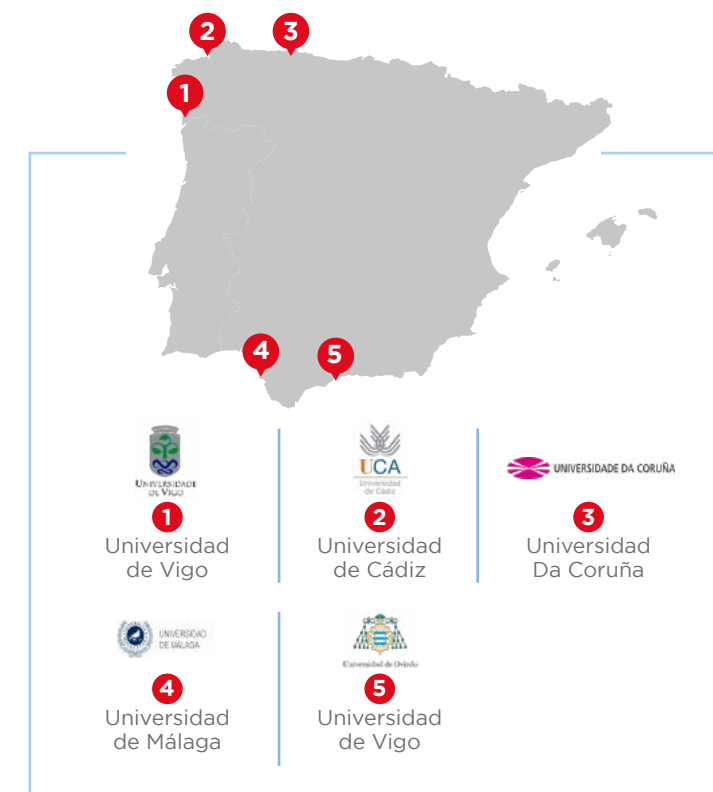 2
3
1
4
5
UNIVERSIDADE
DE VIGO
1
Universidad
de Vigo
UCA
Universidad
de Cádiz
2
Universidad
de Cádiz
UNIVERSIDADE DA CORUÑA
3
Universidad
Da Coruña
UNIVERSIDAD
DE MÁLAGA
4
Universidad
de Málaga
Universidad de Oviedo
5
Universidad
de Vigo